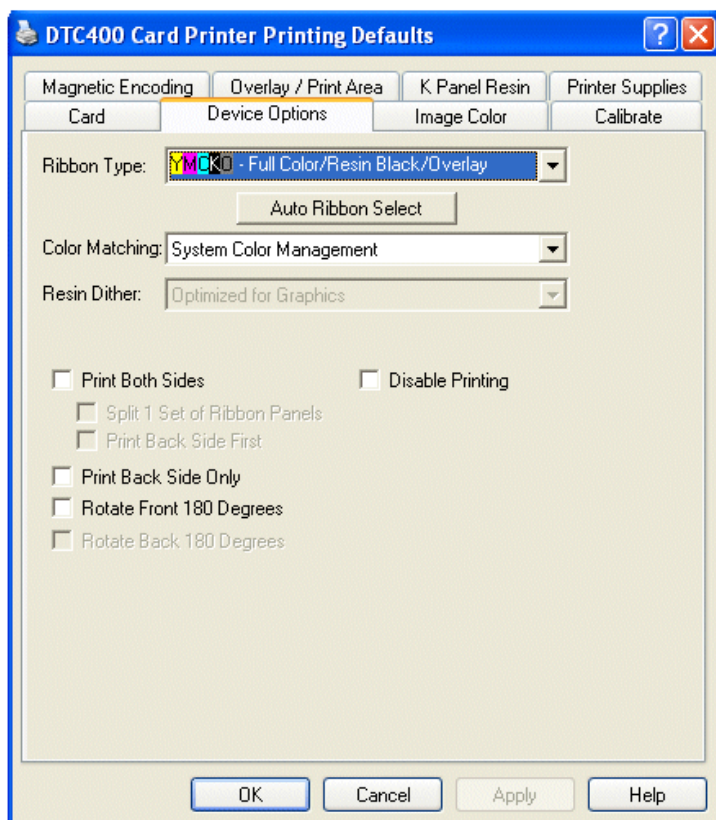 DTC400 Card Printer Printing Defaults
Magnetic Encoding Overlay / Print Area K Panel Resin Printer Supplies
Card Device Options Image Color Calibrate
Ribbon Type: YMCKO - Full Color/Resin Black/Overlay
Auto Ribbon Select
Color Matching: System Color Management
Resin Dither: Optimized for Graphics
Print Both Sides Disable Printing
Split 1 Set of Ribbon Panels
Print Back Side First
Print Back Side Only
Rotate Front 180 Degrees
Rotate Back 180 Degrees
OK Cancel Apply Help